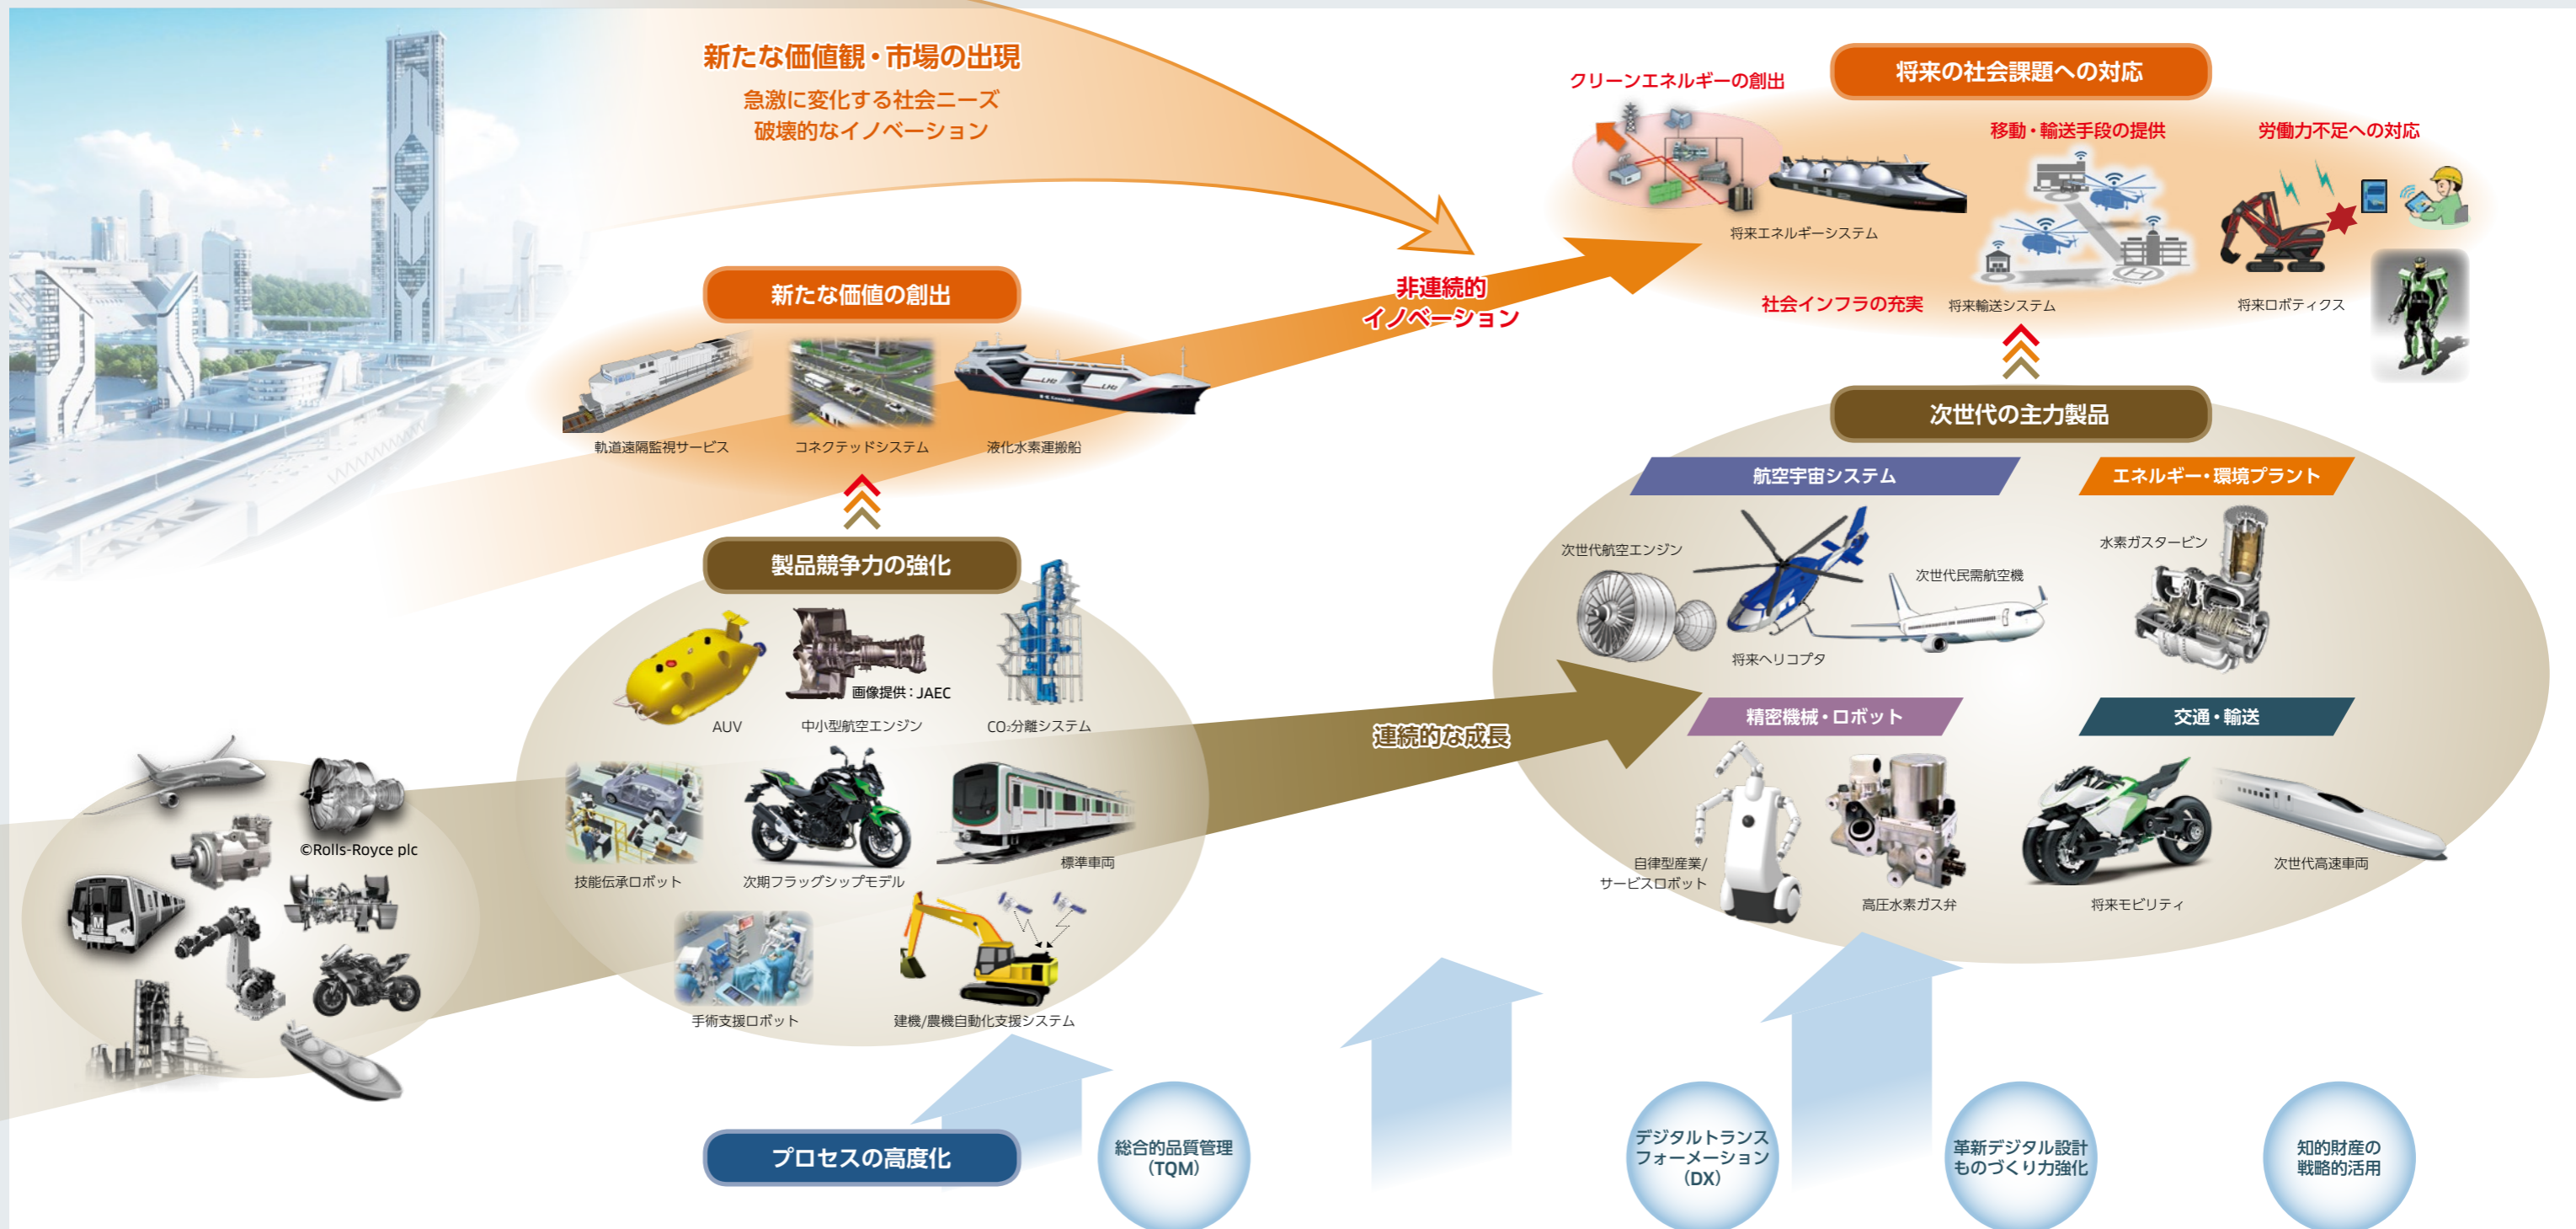 新たな価値観・市場の出現
急激に変化する社会ニーズ
破壊的なイノベーション
将来の社会課題への対応
クリーンエネルギーの創出
移動・輸送手段の提供
労働力不足への対応
将来エネルギーシステム
社会インフラの充実
将来輸送システム
将来ロボティクス
非連続的
イノベーション
新たな価値の創出
LH₂
LH₂
Kawasaki
軌道遠隔監視サービス
コネクテッドシステム
液化水素運搬船
製品競争力の強化
画像提供：JAEC
AUV
中小型航空エンジン
CO₂分離システム
技能伝承ロボット
次期フラッグシップモデル
標準車両
手術支援ロボット
建機/農機自動化支援システム
©Rolls-Royce plc
M
連続的な成長
次世代の主力製品
航空宇宙システム
エネルギー・環境プラント
次世代航空エンジン
次世代民需航空機
将来ヘリコプタ
水素ガスタービン
精密機械・ロボット
交通・輸送
自律型産業/
サービスロボット
高圧水素ガス弁
将来モビリティ
次世代高速車両
プロセスの高度化
総合的品質管理
（TQM）
デジタルトランス
フォーメーション
（DX）
革新デジタル設計
ものづくり力強化
知的財産の
戦略的活用